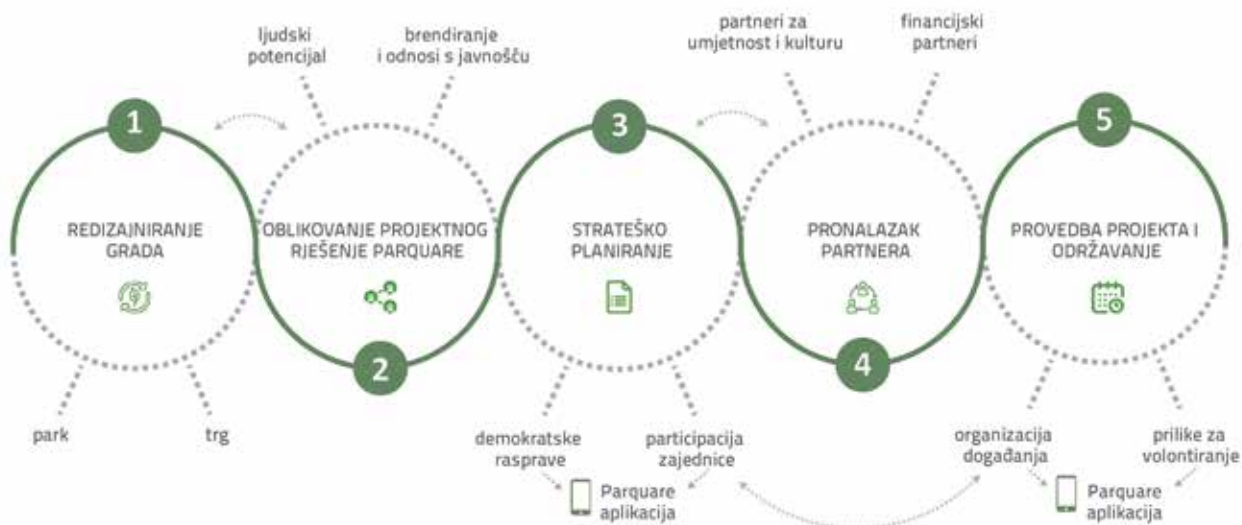 ljudski
potencijal
brendiranje
i odnosi s javnošću
partneri za
umjetnost i kulturu
financijski
partneri
1
3
5
REDIZAJNIRANJE
GRADA
OBLIKOVANJE PROJEKTNOG
RJEŠENJE PARQUARE
STRATEŠKO
PLANIRANJE
PRONALAZAK
PARTNERA
PROVEDBA PROJEKTA I
ODRŽAVANJE
2
4
park
trg
demokratske
rasprave
participacija
zajednice
organizacija
događanja
prilike za
volontiranje
Parquare
aplikacija
Parquare
aplikacija